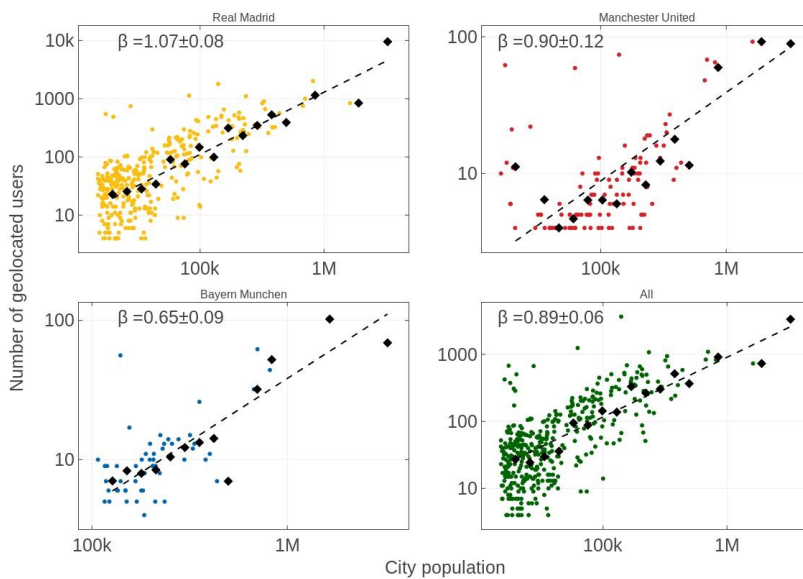 Real Madrid
Manchester United
β = 1.07±0.08
β =0.90±0.12
10k
1000
100
10
100
10
100k
1M
100k
1M
Bayern Munchen
All
β =0.65±0.09
β =0.89±0.06
100
10
1000
100
10
100k
1M
100k
1M
Number of geolocated users
City population